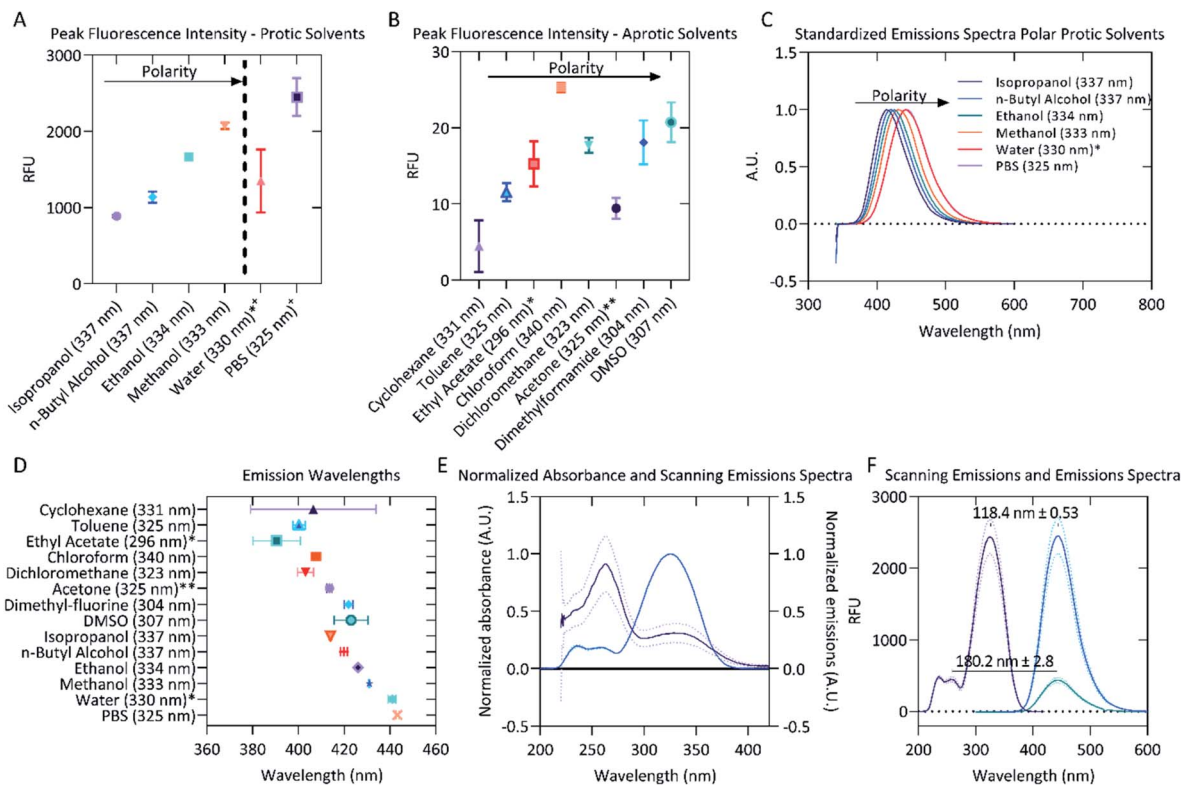 A
Peak Fluorescence Intensity - Protic Solvents
3000
2000
1000
0
RFU
Polarity
Isopropanol (337 nm)
n-Butyl Alcohol (337 nm)
Ethanol (334 nm)
Methanol (333 nm)
Water (330 nm)*⁺
PBS (325 nm)⁺
B
Peak Fluorescence Intensity - Aprotic Solvents
30
20
10
0
RFU
Polarity
Cyclohexane (331 nm)
Toluene (325 nm)
Ethyl Acetate (296 nm)*
Chloroform (340 nm)
Dichloromethane (323 nm)
Acetone (325 nm)**
Dimethylformamide (304 nm)
DMSO (307 nm)
C
Standardized Emissions Spectra Polar Protic Solvents
1.5
1.0
0.5
0.0
-0.5
A.U.
Polarity
Isopropanol (337 nm)
n-Butyl Alcohol (337 nm)
Ethanol (334 nm)
Methanol (333 nm)
Water (330 nm)*
PBS (325 nm)
300 400 500 600 700 800
Wavelength (nm)
D
Emission Wavelengths
Cyclohexane (331 nm)
Toluene (325 nm)
Ethyl Acetate (296 nm)*
Chloroform (340 nm)
Dichloromethane (323 nm)
Acetone (325 nm)**
Dimethyl-fluorine (304 nm)
DMSO (307 nm)
Isopropanol (337 nm)
n-Butyl Alcohol (337 nm)
Ethanol (334 nm)
Methanol (333 nm)
Water (330 nm)*
PBS (325 nm)
360 380 400 420 440 460
Wavelength (nm)
E
Normalized Absorbance and Scanning Emissions Spectra
1.5
1.0
0.5
0.0
-0.5
Normalized absorbance (A.U.)
1.5
1.0
0.5
0.0
-0.5
Normalized emissions (A.U.)
200 250 300 350 400
Wavelength (nm)
F
Scanning Emissions and Emissions Spectra
3000
2000
1000
0
RFU
118.4 nm ± 0.53
180.2 nm ± 2.8
200 300 400 500 600
Wavelength (nm)